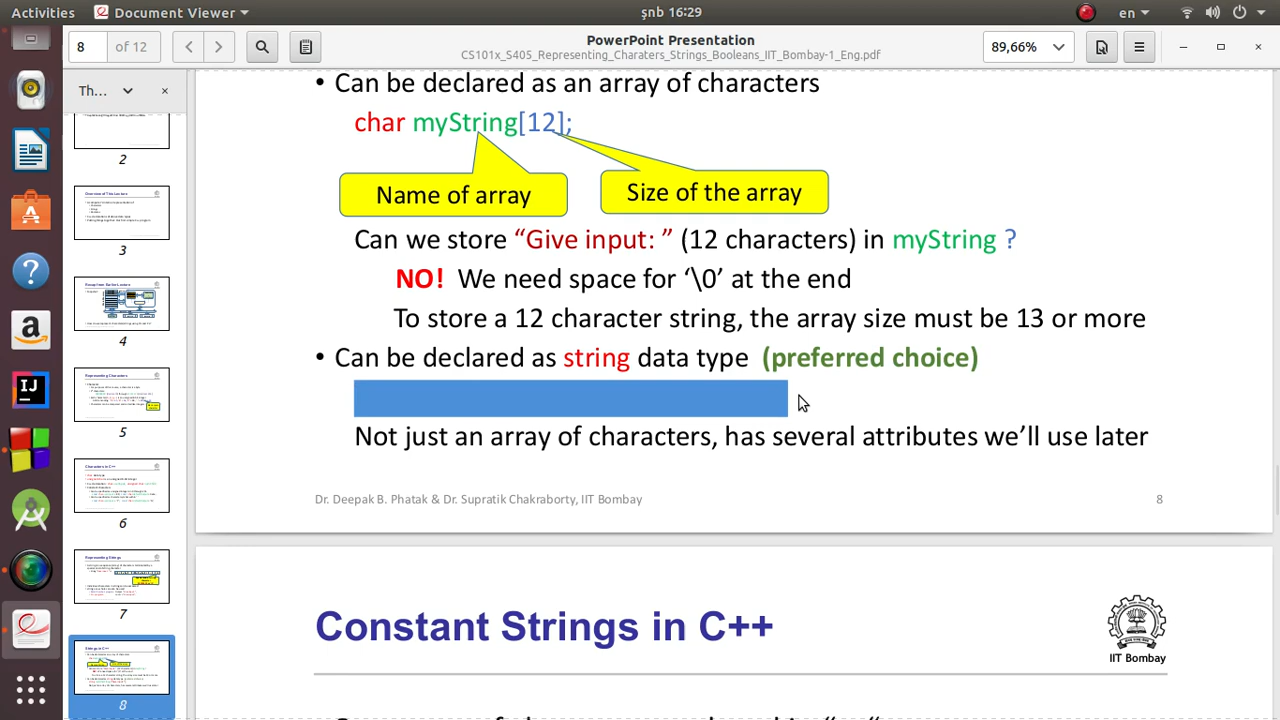 Activities Document Viewer şnb 16:29 en
8 of 12 PowerPoint Presentation 89,66%
CS101x_S405_Representing_Charaters_Strings_Booleans_IIT_Bombay-1_Eng.pdf
Th...
2
3
4
5
6
7
8
• Can be declared as an array of characters
char myString[12];
Name of array
Size of the array
Can we store “Give input: ” (12 characters) in myString ?
NO! We need space for ‘\0’ at the end
To store a 12 character string, the array size must be 13 or more
• Can be declared as string data type (preferred choice)
Not just an array of characters, has several attributes we’ll use later
Dr. Deepak B. Phatak & Dr. Supratik Chakraborty, IIT Bombay 8
Constant Strings in C++
IIT Bombay